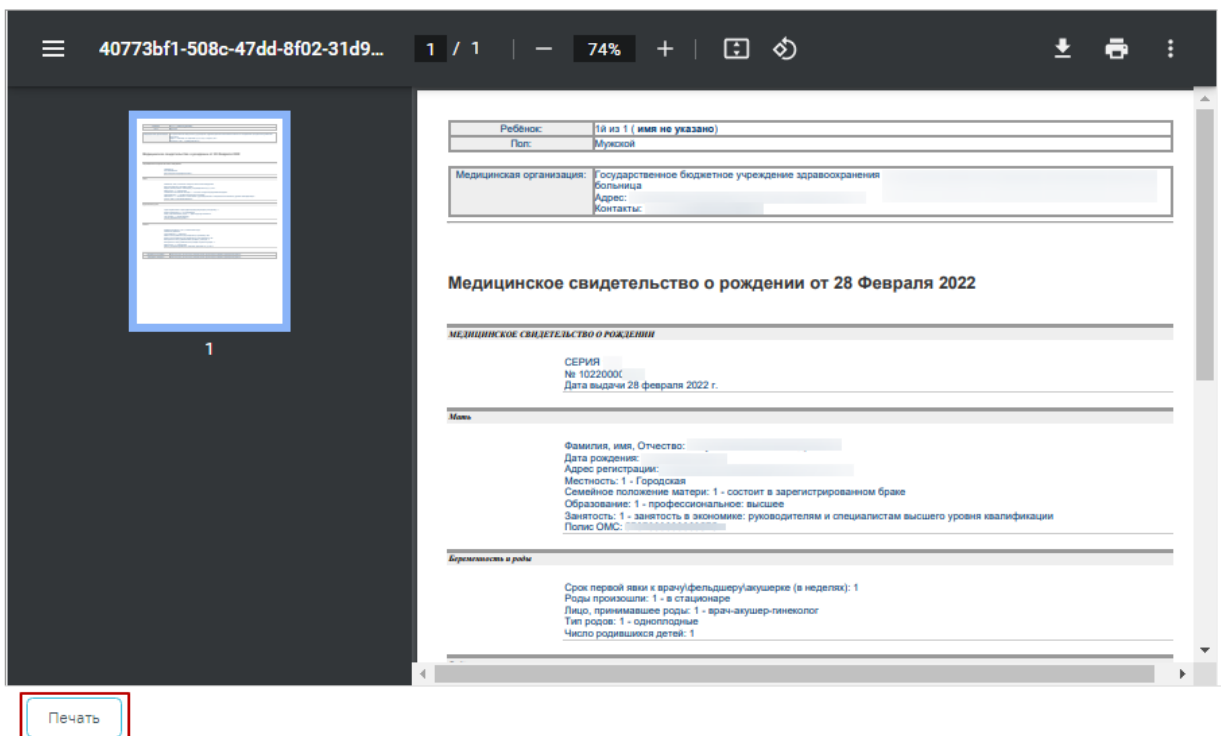 40773bf1-508c-47dd-8f02-31d9... 1 / 1 74%
1
Ребёнок: 1й из 1 ( имя не указано)
Пол: Мужской
Медицинская организация: Государственное бюджетное учреждение здравоохранения
больница
Адрес:
Контакты:
Медицинское свидетельство о рождении от 28 Февраля 2022
МЕДИЦИНСКОЕ СВИДЕТЕЛЬСТВО О РОЖДЕНИИ
СЕРИЯ
№ 1022000
Дата выдачи 28 февраля 2022 г.
Мать
Фамилия, имя, Отчество:
Дата рождения:
Адрес регистрации:
Местность: 1 - Городская
Семейное положение матери: 1 - состоит в зарегистрированном браке
Образование: 1 - профессиональное: высшее
Занятость: 1 - занятость в экономике: руководителям и специалистам высшего уровня квалификации
Полис ОМС:
Беременность и роды
Срок первой явки к врачу\фельдшеру\акушерке (в неделях): 1
Роды произошли: 1 - в стационаре
Лицо, принимавшее роды: 1 - врач-акушер-гинеколог
Тип родов: 1 - одноплодные
Число родившихся детей: 1
Печать